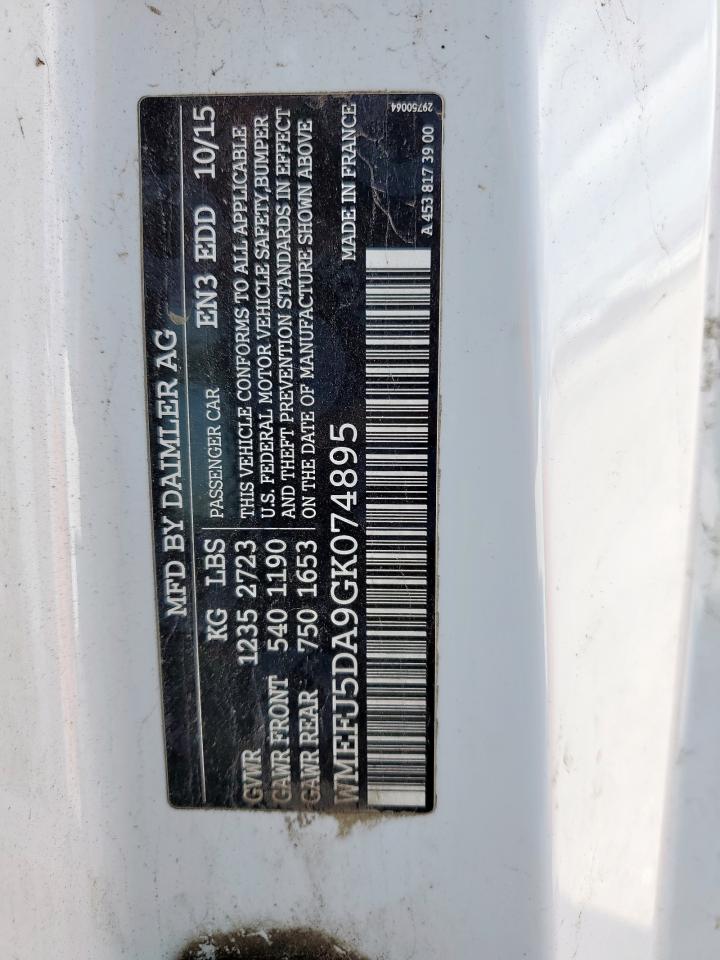 MFD BY DAIMLER AG
KG LBS PASSENGER CAR EN3 EDD 10/15
GVWR 1235 2723 THIS VEHICLE CONFORMS TO ALL APPLICABLE
GAWR FRONT 540 1190 U.S. FEDERAL MOTOR VEHICLE SAFETY,BUMPER
GAWR REAR 750 1653 AND THEFT PREVENTION STANDARDS IN EFFECT
ON THE DATE OF MANUFACTURE SHOWN ABOVE
WMEFJ5DA9GK074895 MADE IN FRANCE
29750064
A 453 817 39 00